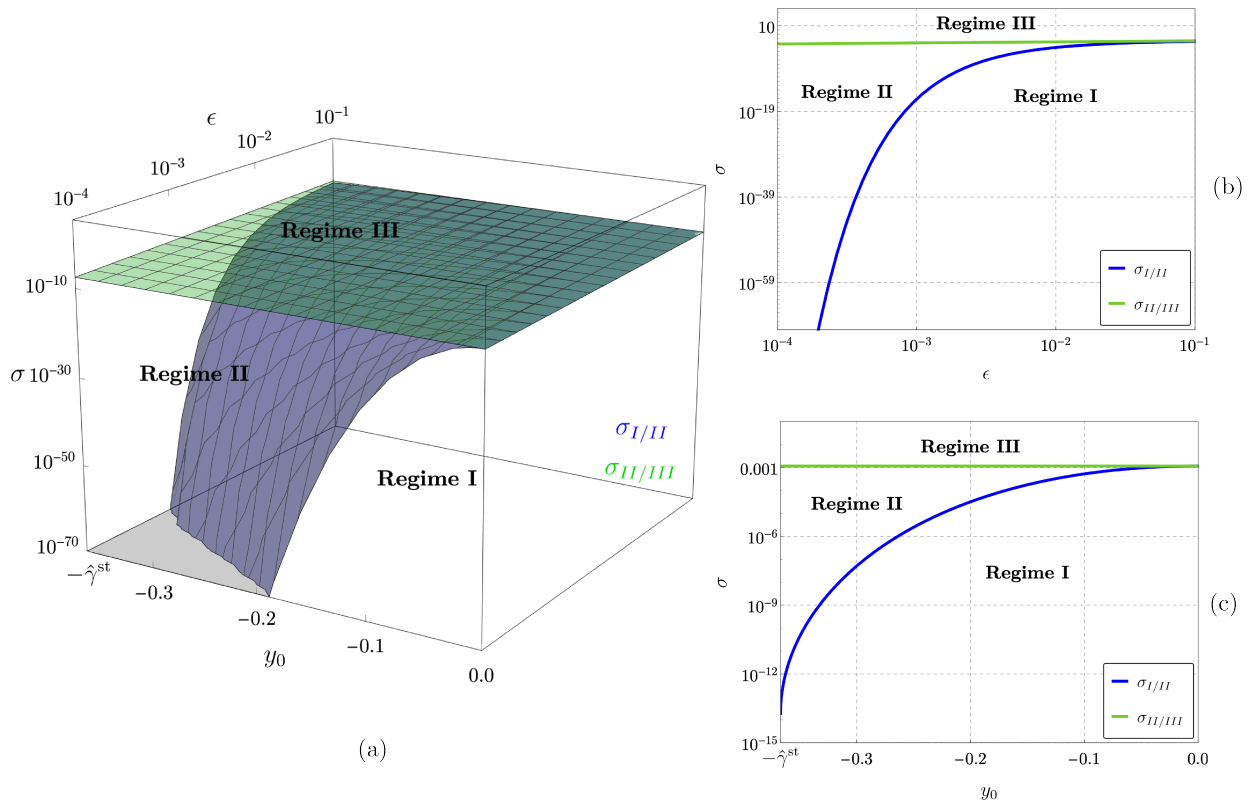 ϵ
10⁻¹
10⁻²
10⁻³
10⁻⁴
Regime III
10⁻¹⁰
Regime II
σ 10⁻³⁰
σ_{I/II}
σ_{II/III}
Regime I
10⁻⁵⁰
10⁻⁷⁰
−γ̂ˢᵗ
−0.3
−0.2
−0.1
0.0
y₀
(a)
10
Regime III
Regime II
Regime I
10⁻¹⁹
σ
10⁻³⁹
10⁻⁵⁹
σ_{I/II}
σ_{II/III}
10⁻⁴ 10⁻³ 10⁻² 10⁻¹
ϵ
(b)
Regime III
0.001
Regime II
10⁻⁶
Regime I
σ
10⁻⁹
10⁻¹²
σ_{I/II}
σ_{II/III}
10⁻¹⁵
−γ̂ˢᵗ −0.3 −0.2 −0.1 0.0
y₀
(c)